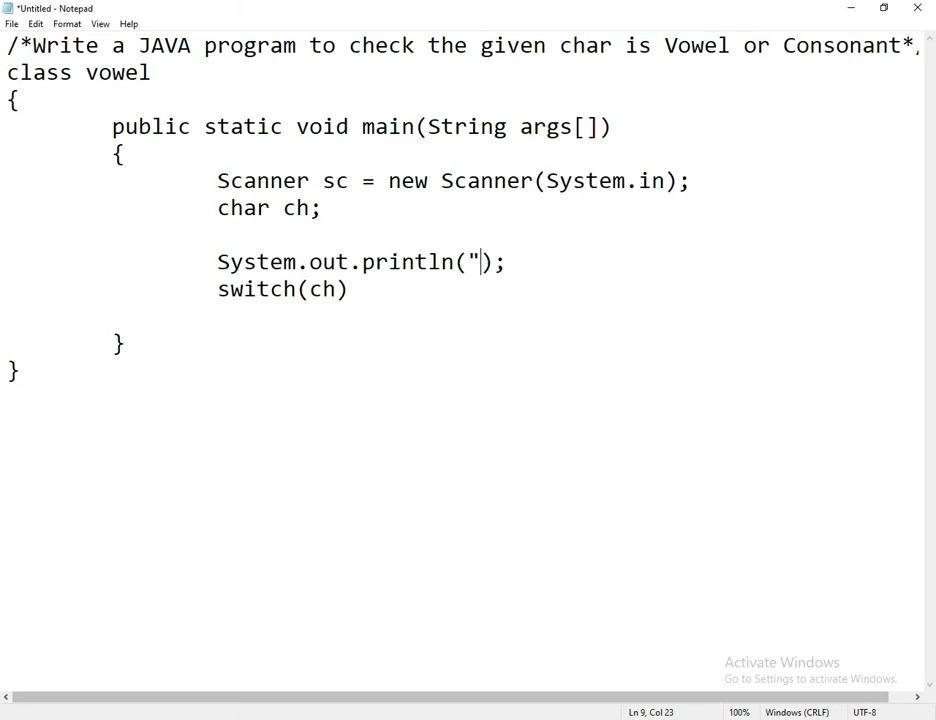 *Untitled - Notepad
File Edit Format View Help
/*Write a JAVA program to check the given char is Vowel or Consonant*
class vowel
{
public static void main(String args[])
{
Scanner sc = new Scanner(System.in);
char ch;
System.out.println(");
switch(ch)
}
}
Activate Windows
Go to Settings to activate Windows.
Ln 9, Col 23 100% Windows (CRLF) UTF-8